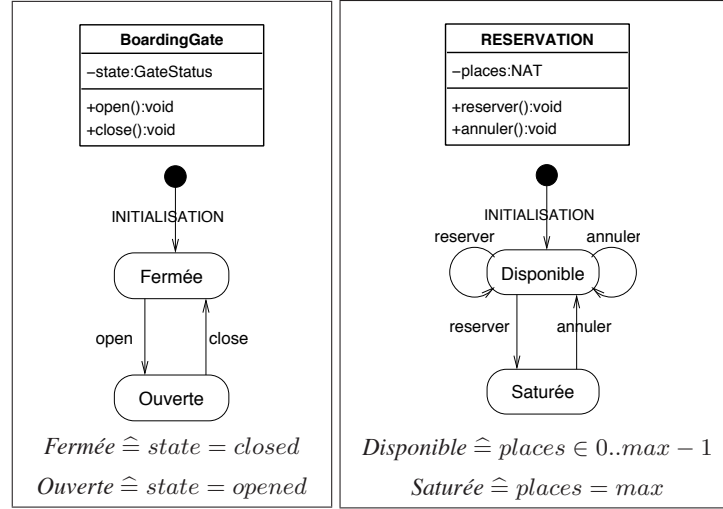 BoardingGate
−state:GateStatus
+open():void
+close():void
INITIALISATION
Fermée
open
close
Ouverte
Fermée ≙ state = closed
Ouverte ≙ state = opened
RESERVATION
−places:NAT
+reserver():void
+annuler():void
INITIALISATION
reserver
annuler
Disponible
reserver
annuler
Saturée
Disponible ≙ places ∈ 0..max − 1
Saturée ≙ places = max